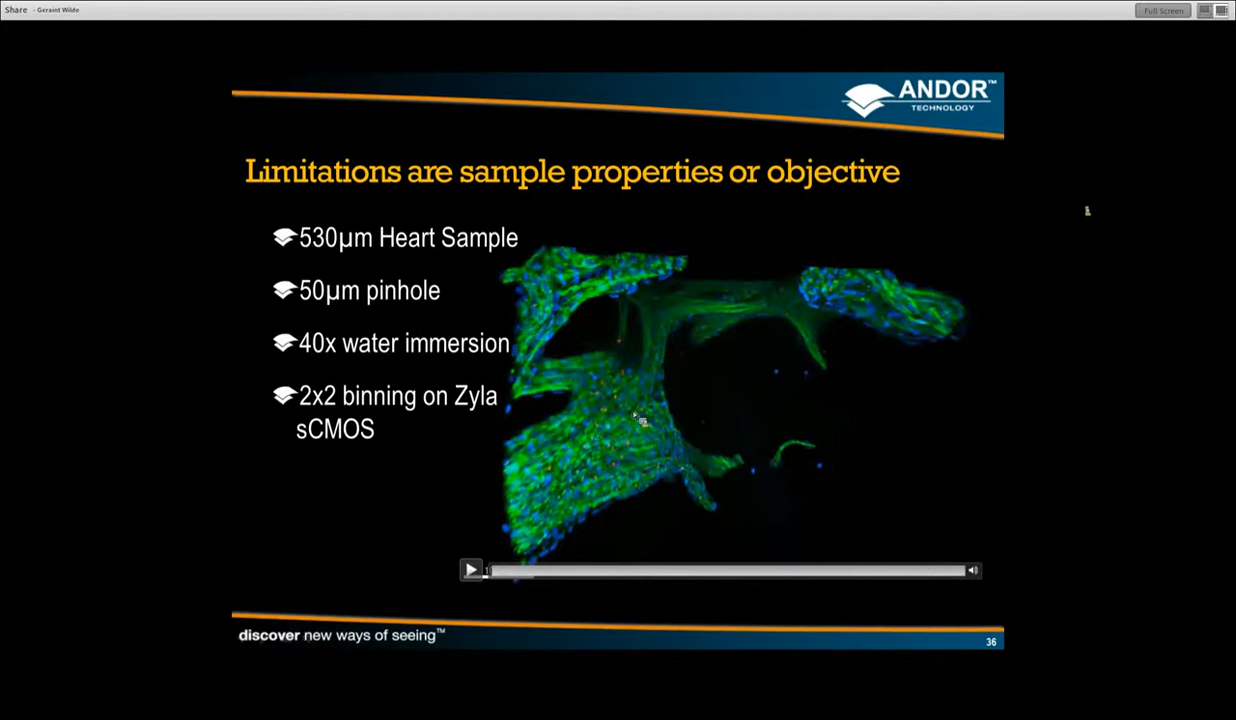 Share - Geraint Wilde
Full Screen
ANDOR™
TECHNOLOGY
Limitations are sample properties or objective
530µm Heart Sample
50µm pinhole
40x water immersion
2x2 binning on Zyla
sCMOS
discover new ways of seeing™
36